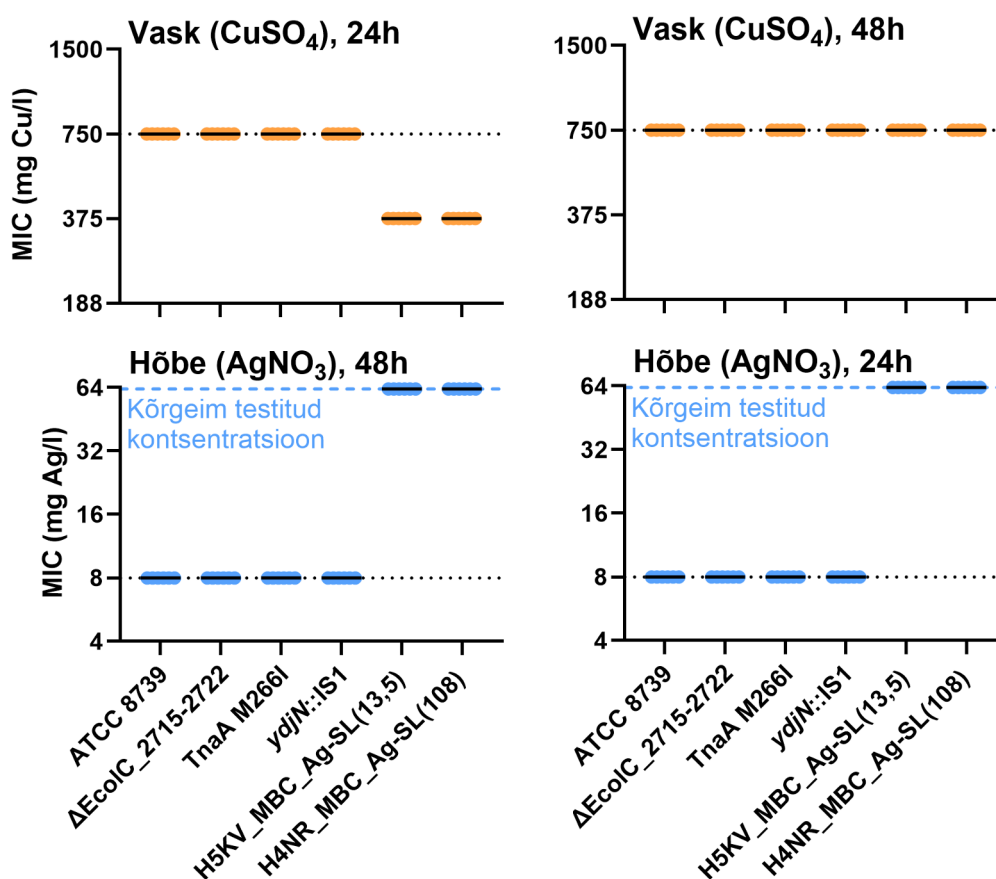 Vask (CuSO₄), 24h
1500
750
375
188
MIC (mg Cu/l)
Vask (CuSO₄), 48h
1500
750
375
188
Hõbe (AgNO₃), 48h
64
32
16
8
4
MIC (mg Ag/l)
Kõrgeim testitud
kontsentratsioon
ATCC 8739
ΔEcolC_2715-2722
TnaA M266I
ydjN::IS1
H5KV_MBC_Ag-SL(13,5)
H4NR_MBC_Ag-SL(108)
Hõbe (AgNO₃), 24h
64
32
16
8
4
Kõrgeim testitud
kontsentratsioon
ATCC 8739
ΔEcolC_2715-2722
TnaA M266I
ydjN::IS1
H5KV_MBC_Ag-SL(13,5)
H4NR_MBC_Ag-SL(108)